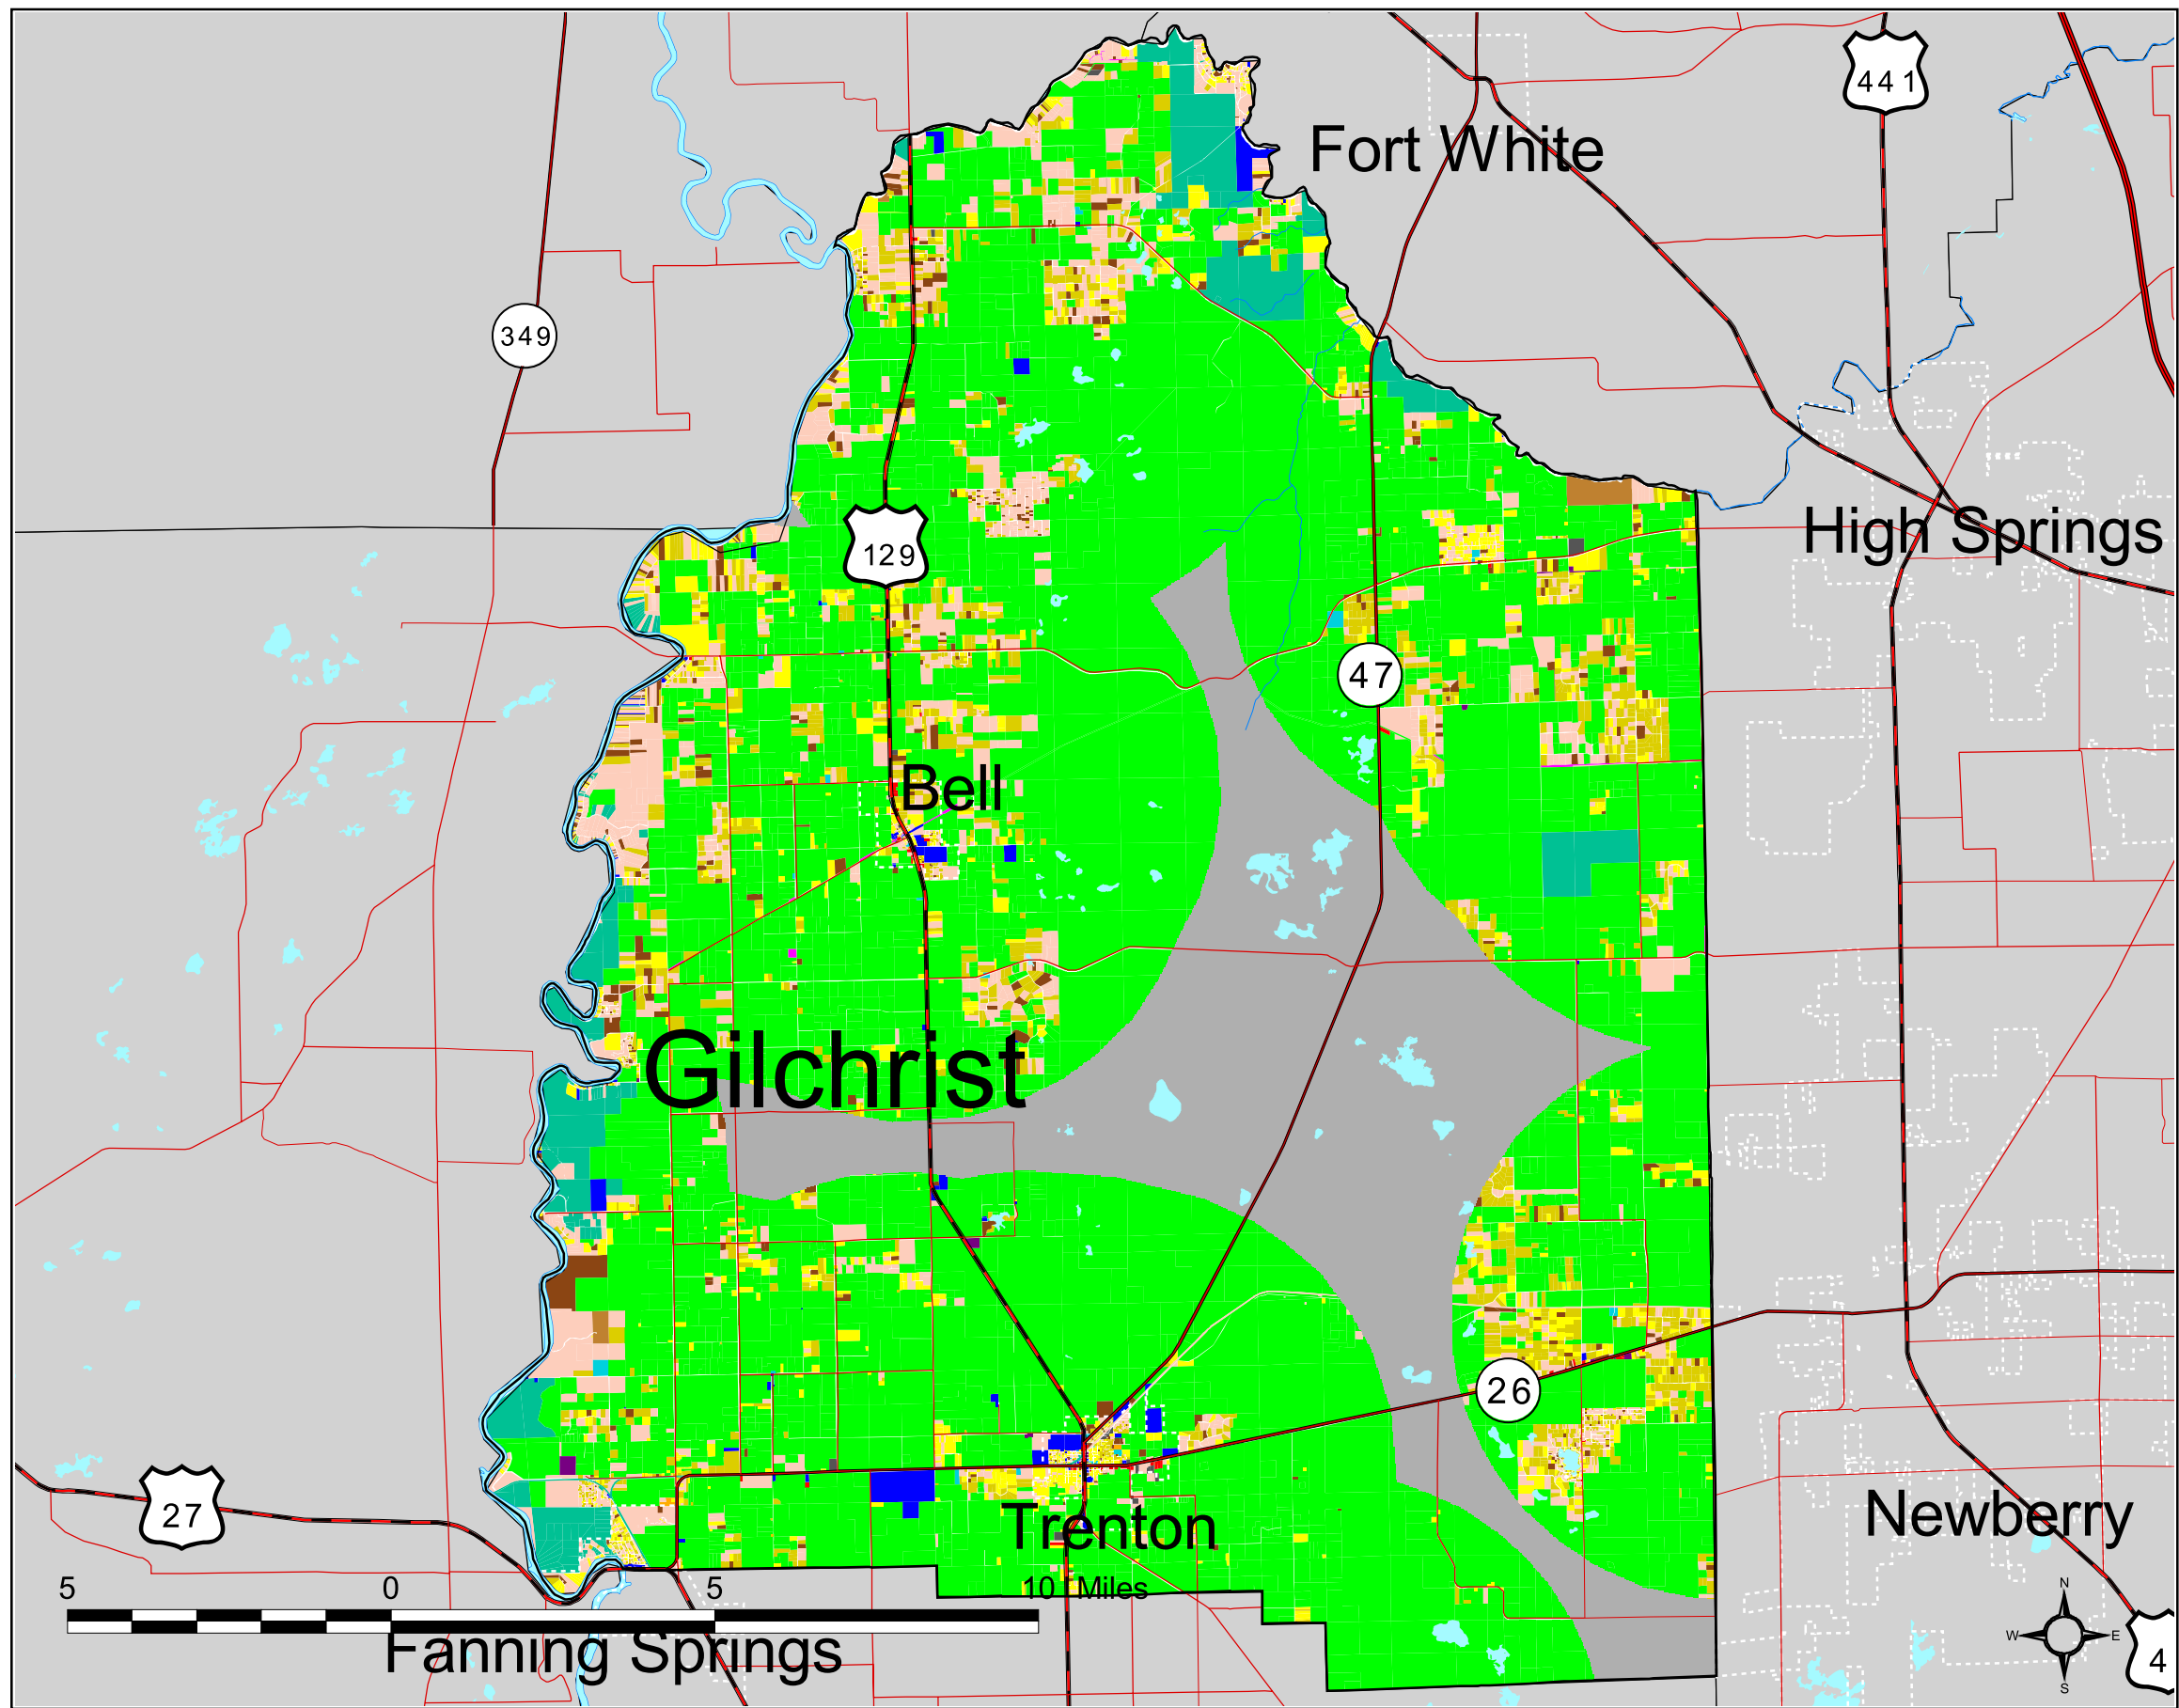 441
Fort White
349
High Springs
129
47
Bell
Gilchrist
26
Newberry
27
Trenton
5 0 5 10 Miles
Fanning Springs
N
W E
S
4